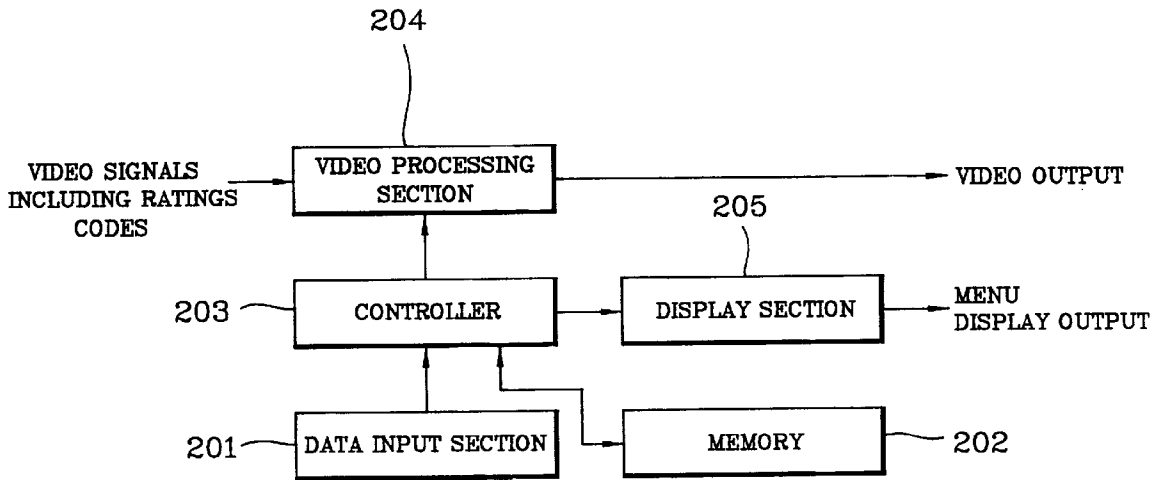 204
VIDEO SIGNALS
INCLUDING RATINGS
CODES
VIDEO PROCESSING
SECTION
VIDEO OUTPUT
205
203
CONTROLLER
DISPLAY SECTION
MENU
DISPLAY OUTPUT
201
DATA INPUT SECTION
MEMORY
202